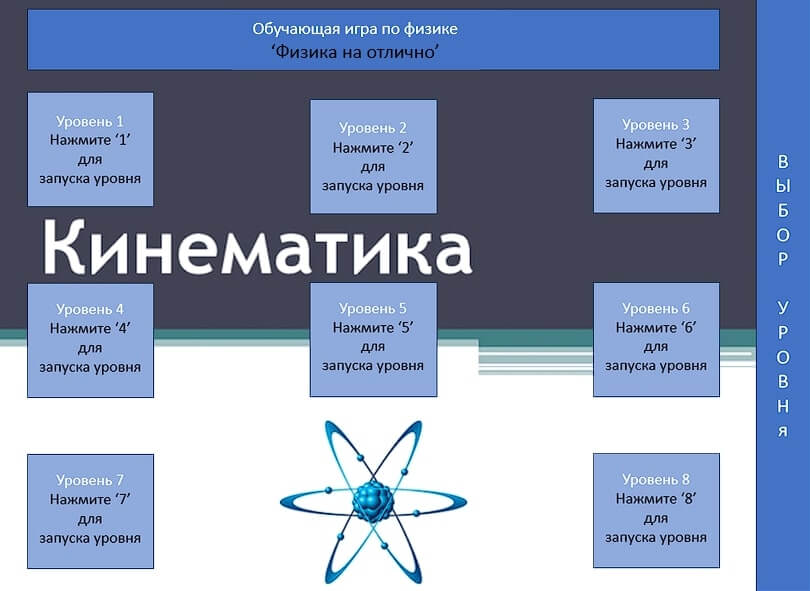 Обучающая игра по физике
‘Физика на отлично’
Уровень 1
Нажмите ‘1’
для
запуска уровня
Уровень 2
Нажмите ‘2’
для
запуска уровня
Уровень 3
Нажмите ‘3’
для
запуска уровня
Кинематика
Уровень 4
Нажмите ‘4’
для
запуска уровня
Уровень 5
Нажмите ‘5’
для
запуска уровня
Уровень 6
Нажмите ‘6’
для
запуска уровня
Уровень 7
Нажмите ‘7’
для
запуска уровня
Уровень 8
Нажмите ‘8’
для
запуска уровня
В
Ы
Б
О
Р
У
Р
О
В
Н
я